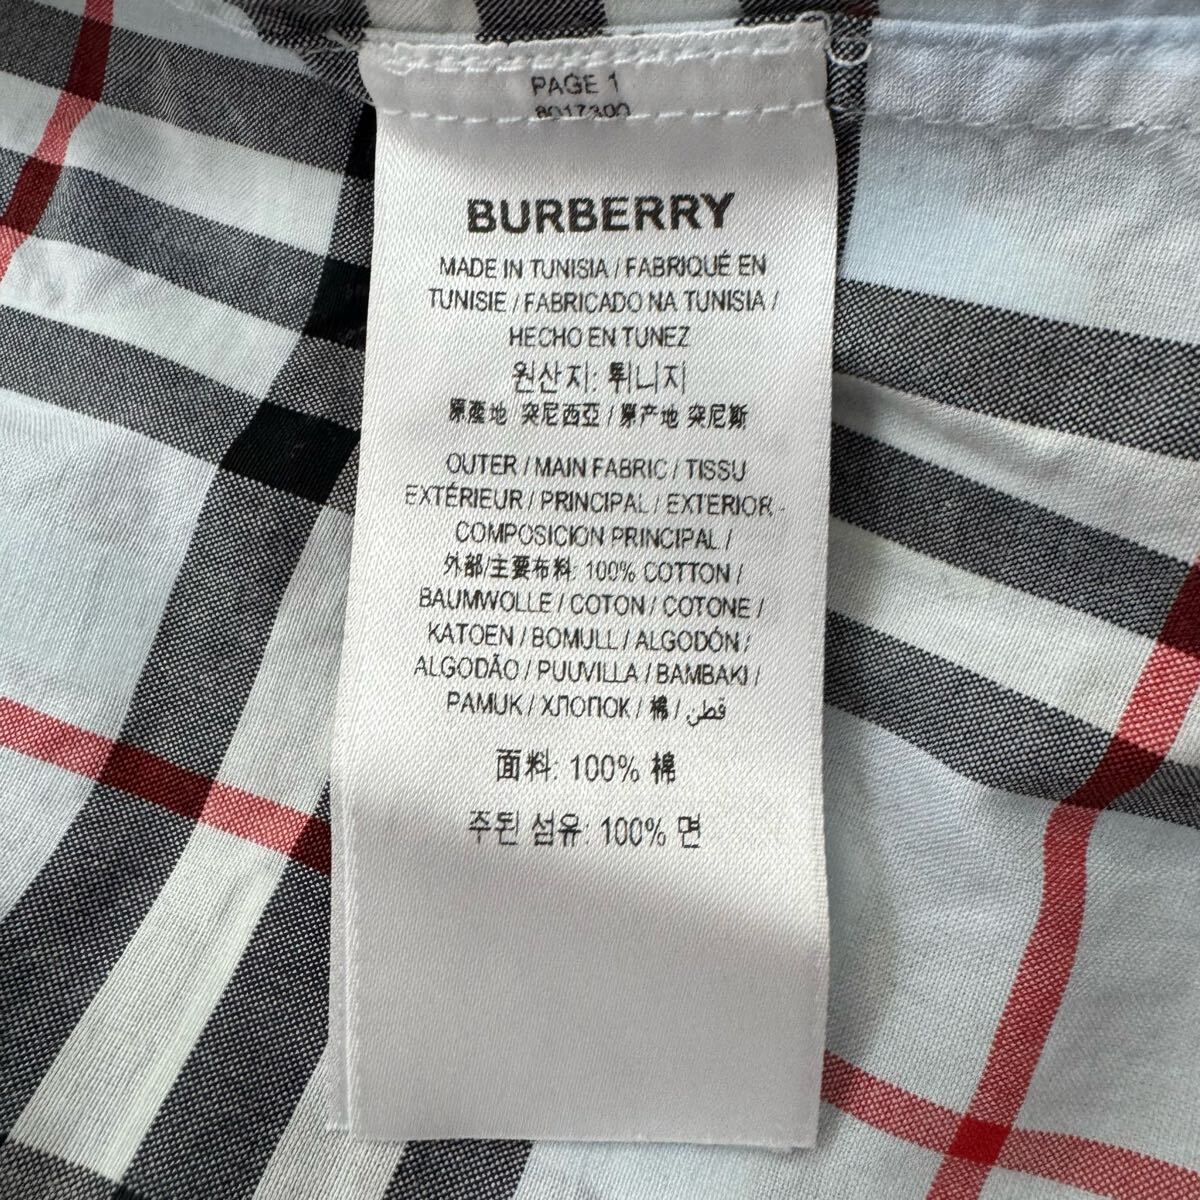 PAGE 1
8017300
BURBERRY
MADE IN TUNISIA / FABRIQUÉ EN
TUNISIE / FABRICADO NA TUNISIA /
HECHO EN TUNEZ
원산지: 튀니지
原產地 突尼西亞 / 原产地 突尼斯
OUTER / MAIN FABRIC / TISSU
EXTÉRIEUR / PRINCIPAL / EXTERIOR -
COMPOSICION PRINCIPAL /
外部/主要布料: 100% COTTON /
BAUMWOLLE / COTON / COTONE /
KATOEN / BOMULL / ALGODÓN /
ALGODÃO / PUUVILLA / BAMBAKI /
PAMUK / ХЛОПОК / 棉 / قطن
面料: 100% 棉
주된 섬유: 100% 면